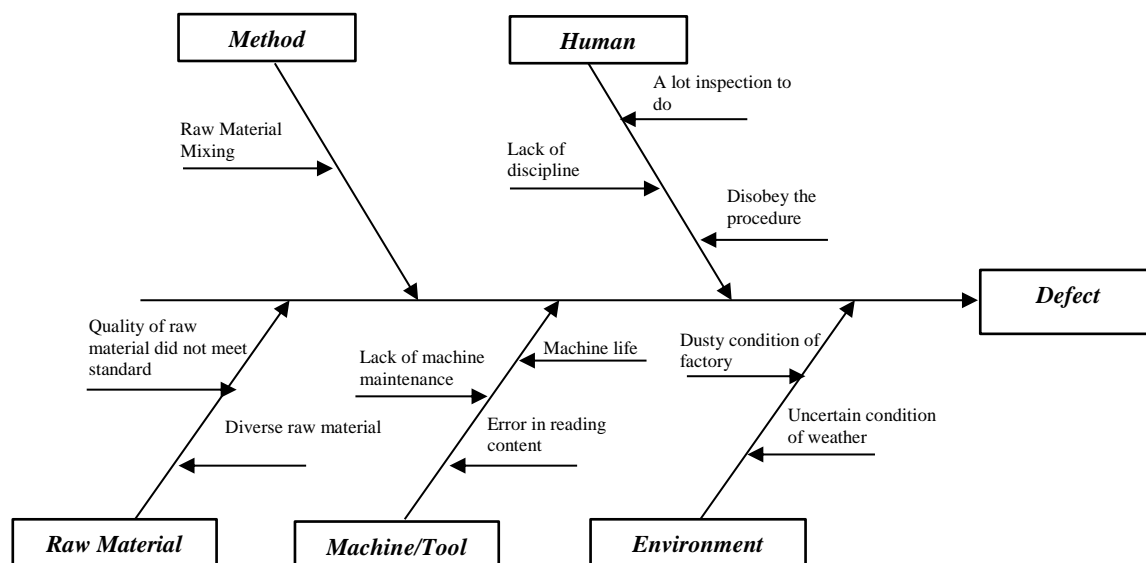 Method
Human
A lot inspection to
do
Raw Material
Mixing
Lack of
discipline
Disobey the
procedure
Defect
Quality of raw
material did not meet
standard
Diverse raw material
Lack of machine
maintenance
Machine life
Error in reading
content
Dusty condition of
factory
Uncertain condition
of weather
Raw Material
Machine/Tool
Environment